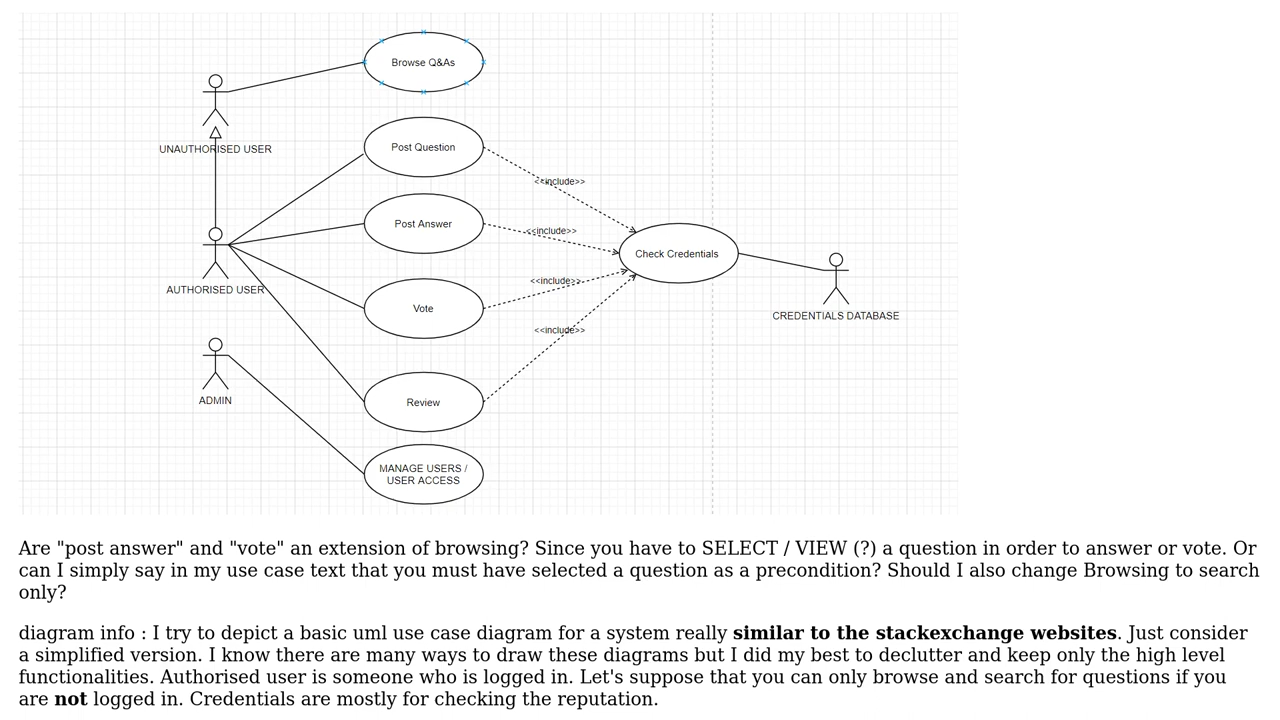 Browse Q&As
UNAUTHORISED USER
Post Question
<<include>>
Post Answer
<<include>>
Check Credentials
AUTHORISED USER
<<include>>
Vote
CREDENTIALS DATABASE
<<include>>
ADMIN
Review
MANAGE USERS /
USER ACCESS
Are "post answer" and "vote" an extension of browsing? Since you have to SELECT / VIEW (?) a question in order to answer or vote. Or
can I simply say in my use case text that you must have selected a question as a precondition? Should I also change Browsing to search
only?
diagram info : I try to depict a basic uml use case diagram for a system really similar to the stackexchange websites. Just consider
a simplified version. I know there are many ways to draw these diagrams but I did my best to declutter and keep only the high level
functionalities. Authorised user is someone who is logged in. Let's suppose that you can only browse and search for questions if you
are not logged in. Credentials are mostly for checking the reputation.